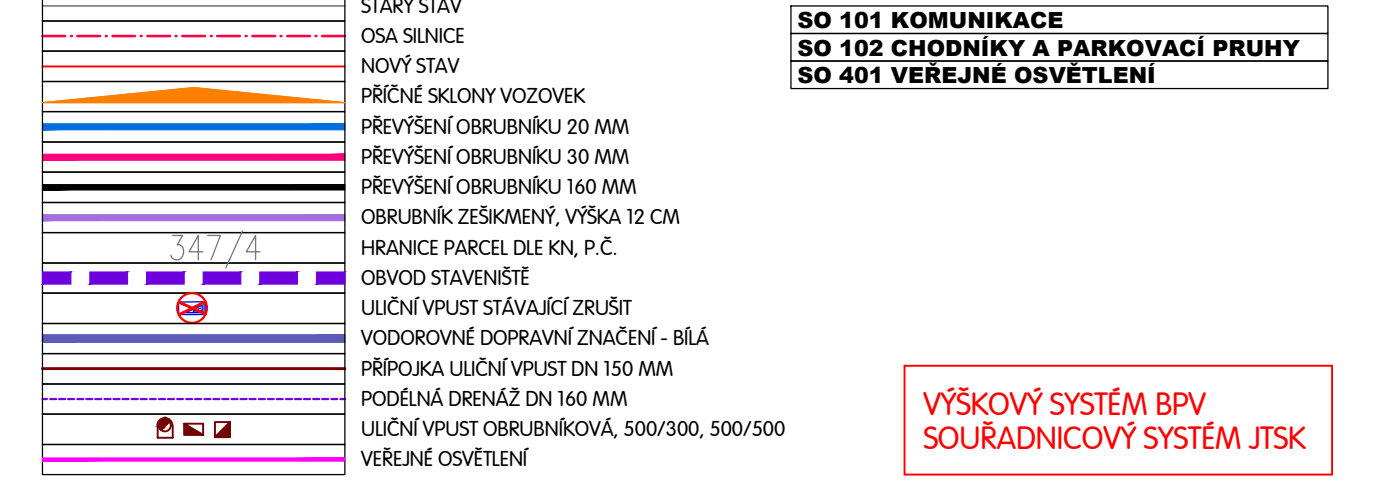 STARÝ STAV
OSA SILNICE
NOVÝ STAV
PŘÍČNÉ SKLONY VOZOVEK
PŘEVÝŠENÍ OBRUBNÍKU 20 MM
PŘEVÝŠENÍ OBRUBNÍKU 30 MM
PŘEVÝŠENÍ OBRUBNÍKU 160 MM
OBRUBNÍK ZEŠIKMENÝ, VÝŠKA 12 CM
347/4 HRANICE PARCEL DLE KN, P.Č.
OBVOD STAVENIŠTĚ
ULIČNÍ VPUST STÁVAJÍCÍ ZRUŠIT
VODOROVNÉ DOPRAVNÍ ZNAČENÍ - BÍLÁ
PŘÍPOJKA ULIČNÍ VPUST DN 150 MM
PODÉLNÁ DRENÁŽ DN 160 MM
ULIČNÍ VPUST OBRUBNÍKOVÁ, 500/300, 500/500
VEŘEJNÉ OSVĚTLENÍ
SO 101 KOMUNIKACE
SO 102 CHODNÍKY A PARKOVACÍ PRUHY
SO 401 VEŘEJNÉ OSVĚTLENÍ
VÝŠKOVÝ SYSTÉM BPV
SOUŘADNICOVÝ SYSTÉM JTSK